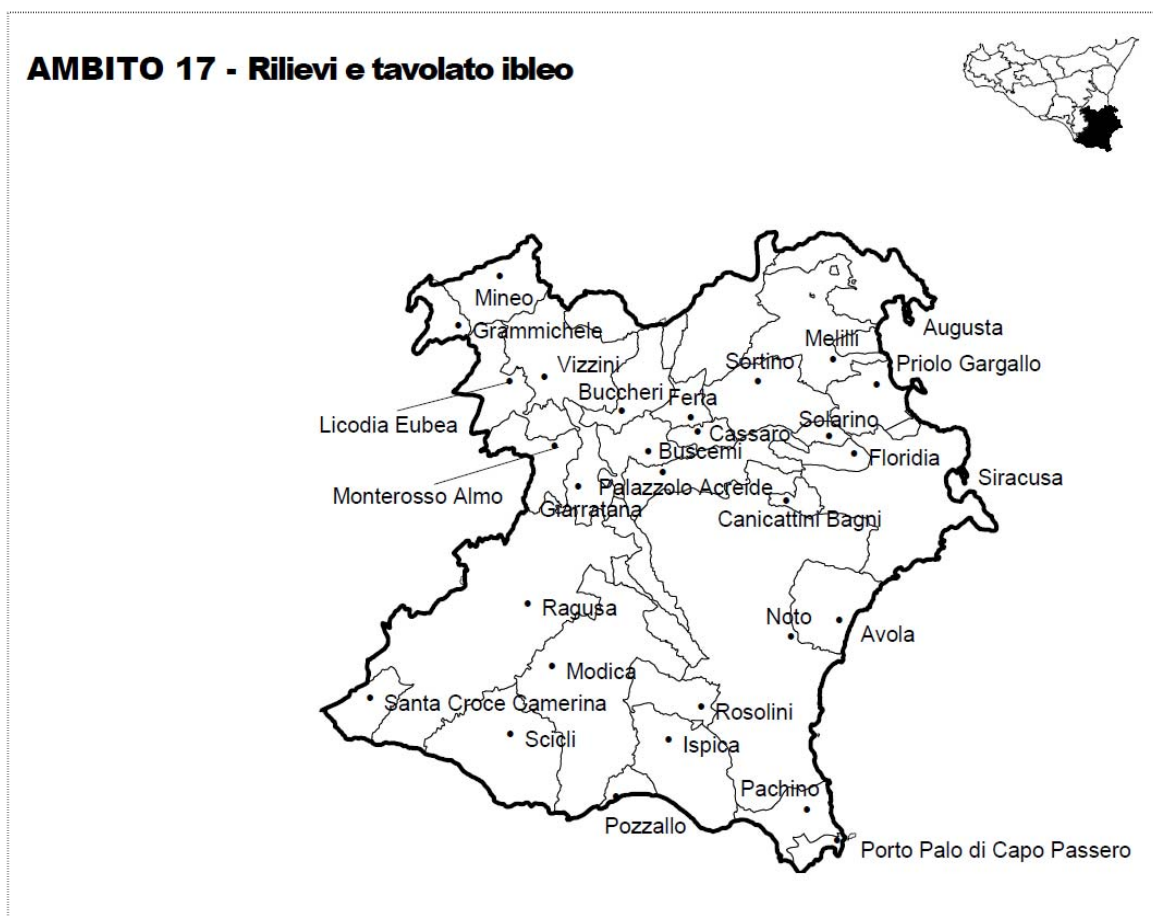 AMBITO 17 - Rilievi e tavolato ibleo
Mineo
Grammichele
Augusta
Melilli
Vizzini
Sortino
Priolo Gargallo
Buccheri
Ferla
Licodia Eubea
Solarino
Cassaro
Buscemi
Floridia
Siracusa
Monterosso Almo
Palazzolo Acreide
Giarratana
Canicattini Bagni
Ragusa
Noto
Avola
Modica
Santa Croce Camerina
Rosolini
Scicli
Ispica
Pachino
Pozzallo
Porto Palo di Capo Passero